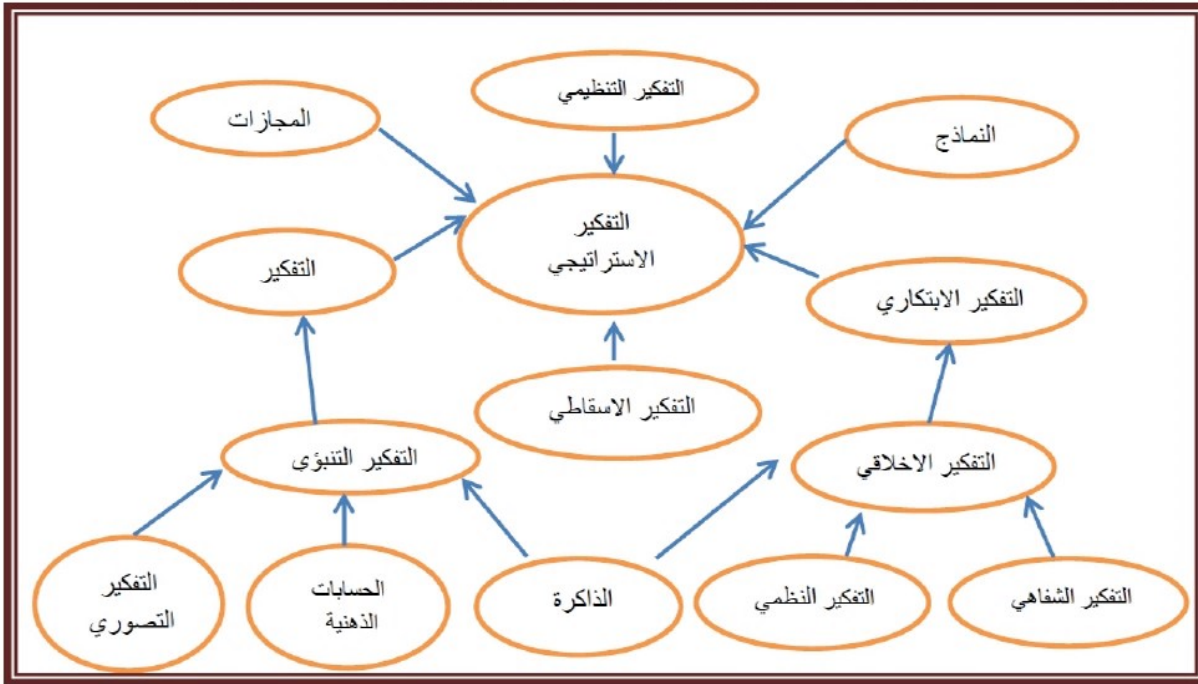 التفكير التنظيمي
المجازات
النماذج
التفكير
الاستراتيجي
التفكير
التفكير الابتكاري
التفكير الاسقاطي
التفكير التنبؤي
التفكير الاخلاقي
التفكير
التصوري
الحسابات
الذهنية
الذاكرة
التفكير النظمي
التفكير الشفاهي